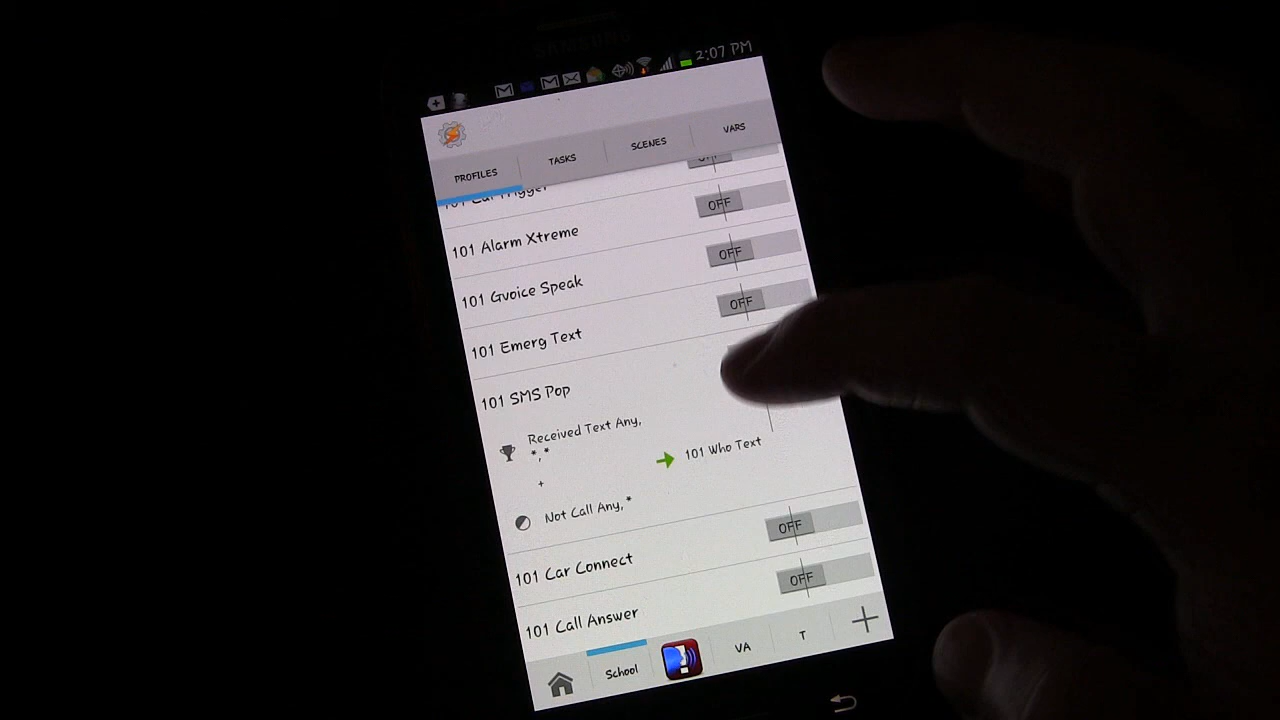 SAMSUNG
2:07 PM
PROFILES
TASKS
SCENES
VARS
OFF
101 Car Trigger
OFF
101 Alarm Xtreme
OFF
101 Gvoice Speak
OFF
101 Emerg Text
101 SMS Pop
Received Text Any,
*,*
+
101 Who Text
Not Call Any,*
OFF
101 Car Connect
OFF
101 Call Answer
School
VA
T